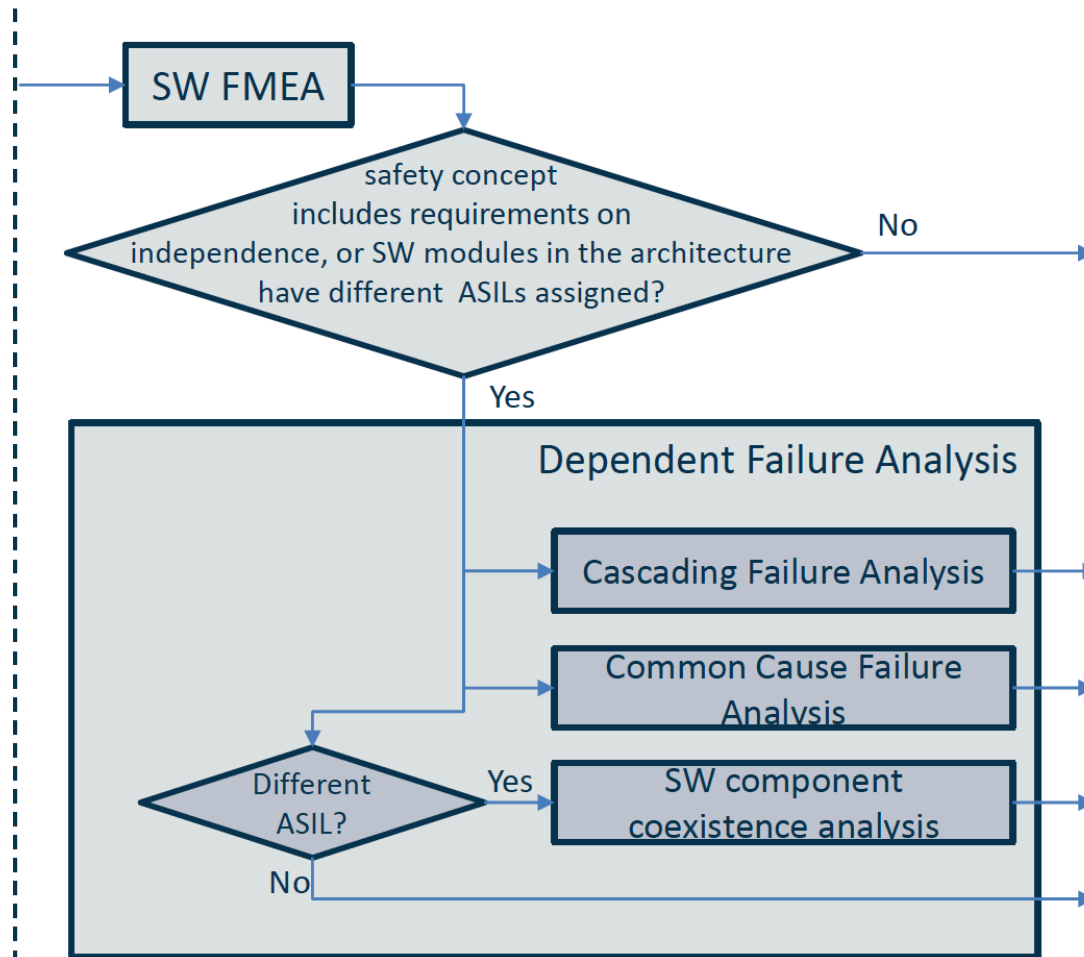 SW FMEA
safety concept
includes requirements on
independence, or SW modules in the architecture
have different ASILs assigned?
No
Yes
Dependent Failure Analysis
Cascading Failure Analysis
Common Cause Failure
Analysis
Different
ASIL?
Yes
SW component
coexistence analysis
No